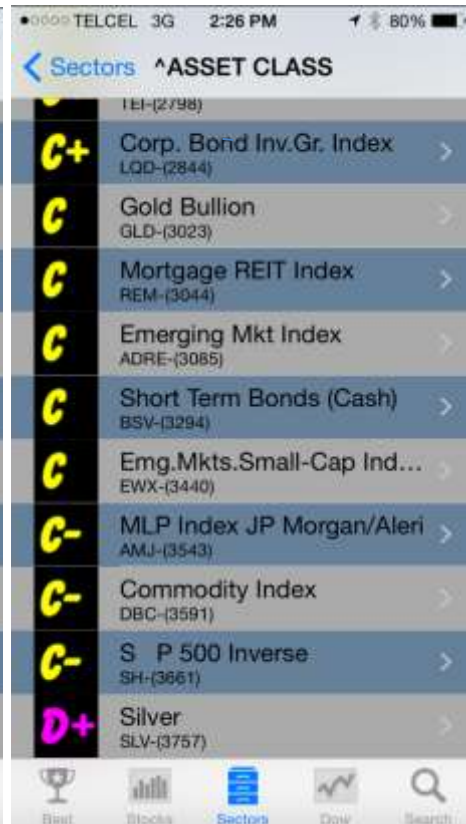 TELCEL 3G 2:26 PM 80%
Sectors ^ASSET CLASS
TEI-(2798)
C+ Corp. Bond Inv.Gr. Index
LQD-(2844)
C Gold Bullion
GLD-(3023)
C Mortgage REIT Index
REM-(3044)
C Emerging Mkt Index
ADRE-(3085)
C Short Term Bonds (Cash)
BSV-(3294)
C Emg.Mkts.Small-Cap Ind...
EWX-(3440)
C- MLP Index JP Morgan/Aleri
AMJ-(3543)
C- Commodity Index
DBC-(3591)
C- S P 500 Inverse
SH-(3661)
D+ Silver
SLV-(3757)
Best Stocks Sectors Dow Search